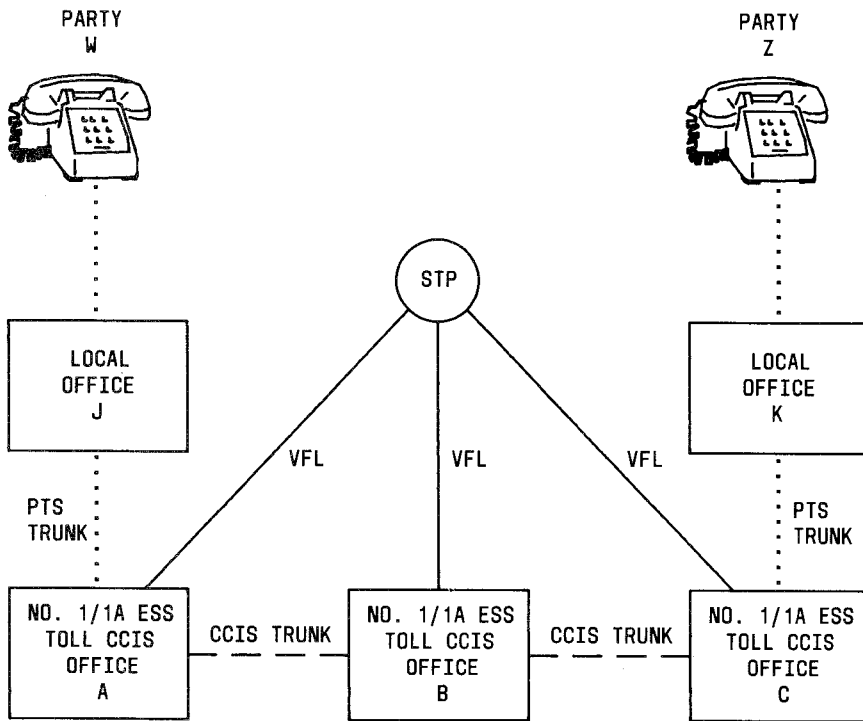 PARTY
W
PARTY
Z
STP
LOCAL
OFFICE
J
LOCAL
OFFICE
K
VFL
VFL
VFL
PTS
TRUNK
PTS
TRUNK
NO. 1/1A ESS
TOLL CCIS
OFFICE
A
CCIS TRUNK
NO. 1/1A ESS
TOLL CCIS
OFFICE
B
CCIS TRUNK
NO. 1/1A ESS
TOLL CCIS
OFFICE
C